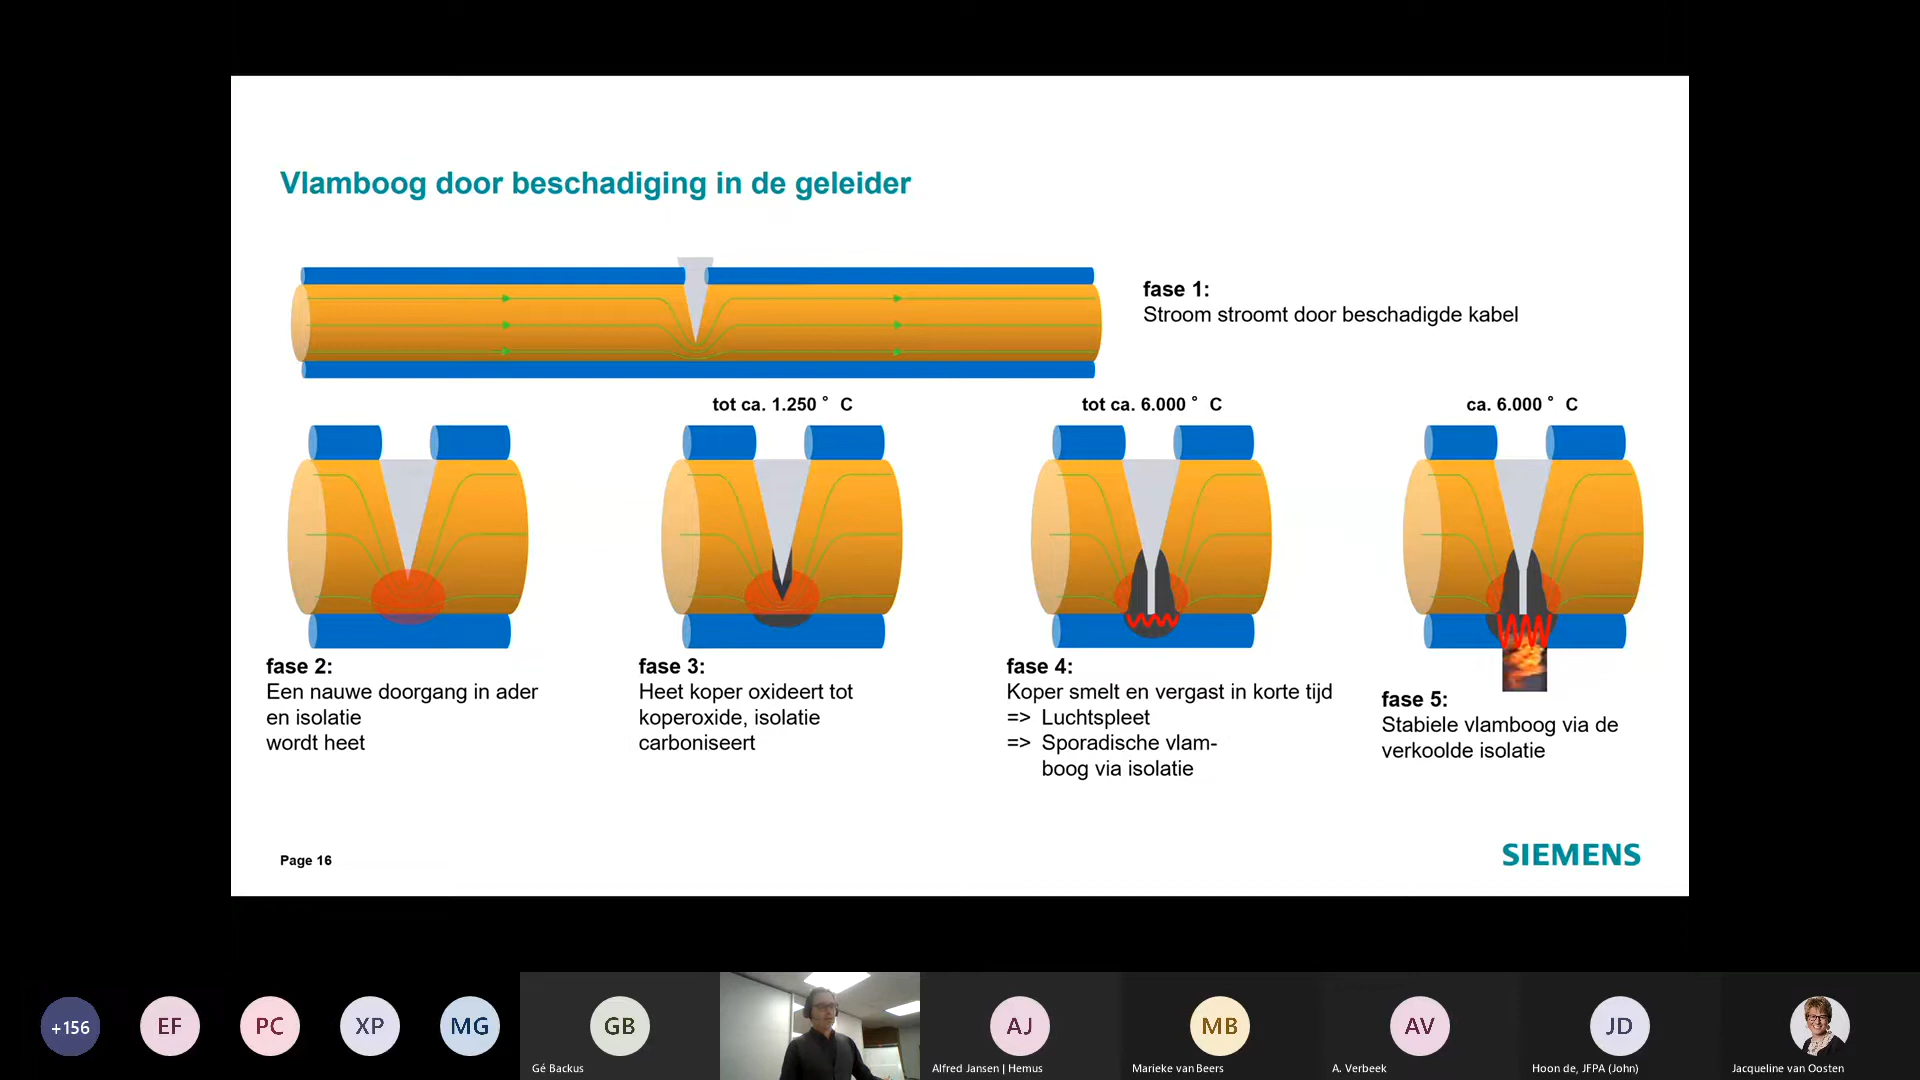 Vlamboog door beschadiging in de geleider
fase 1:
Stroom stroomt door beschadigde kabel
tot ca. 1.250 ° C
tot ca. 6.000 ° C
ca. 6.000 ° C
fase 2:
Een nauwe doorgang in ader
en isolatie
wordt heet
fase 3:
Heet koper oxideert tot
koperoxide, isolatie
carboniseert
fase 4:
Koper smelt en vergast in korte tijd
=> Luchtspleet
=> Sporadische vlam-
boog via isolatie
fase 5:
Stabiele vlamboog via de
verkoolde isolatie
Page 16
SIEMENS
+156
EF
PC
XP
MG
GB
AJ
MB
AV
JD
Gé Backus
Alfred Jansen | Hemus
Marieke van Beers
A. Verbeek
Hoon de, JFPA (John)
Jacqueline van Oosten